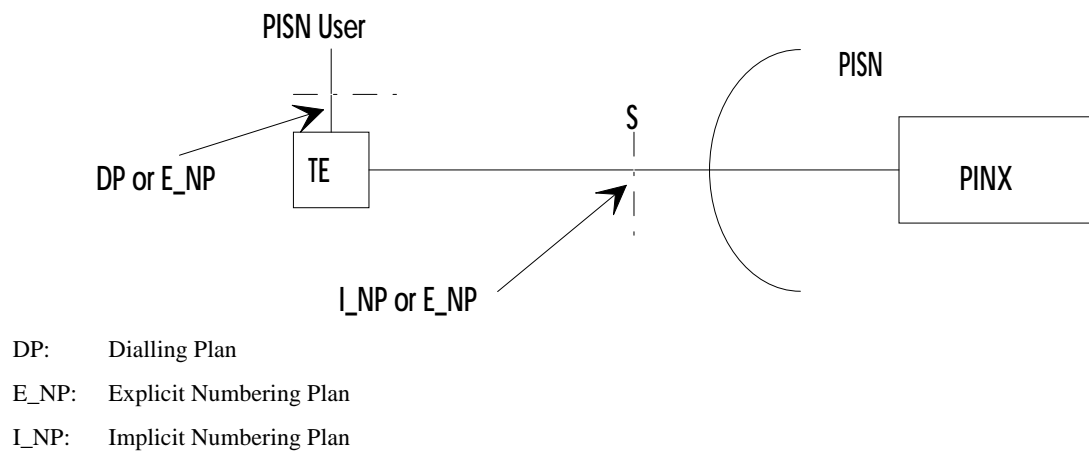 PISN User
PISN
S
DP or E_NP
TE
PINX
I_NP or E_NP
DP: Dialling Plan
E_NP: Explicit Numbering Plan
I_NP: Implicit Numbering Plan